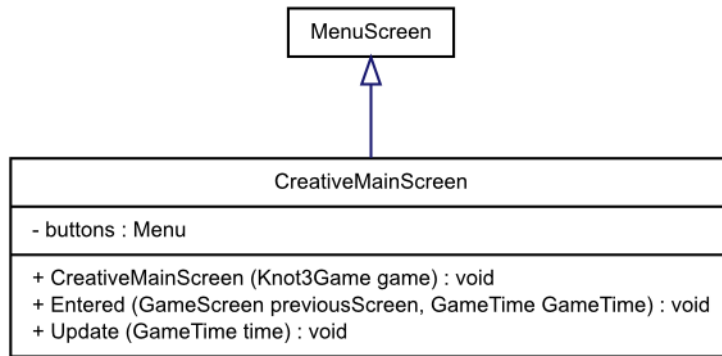 MenuScreen
CreativeMainScreen
- buttons : Menu
+ CreativeMainScreen (Knot3Game game) : void
+ Entered (GameScreen previousScreen, GameTime GameTime) : void
+ Update (GameTime time) : void